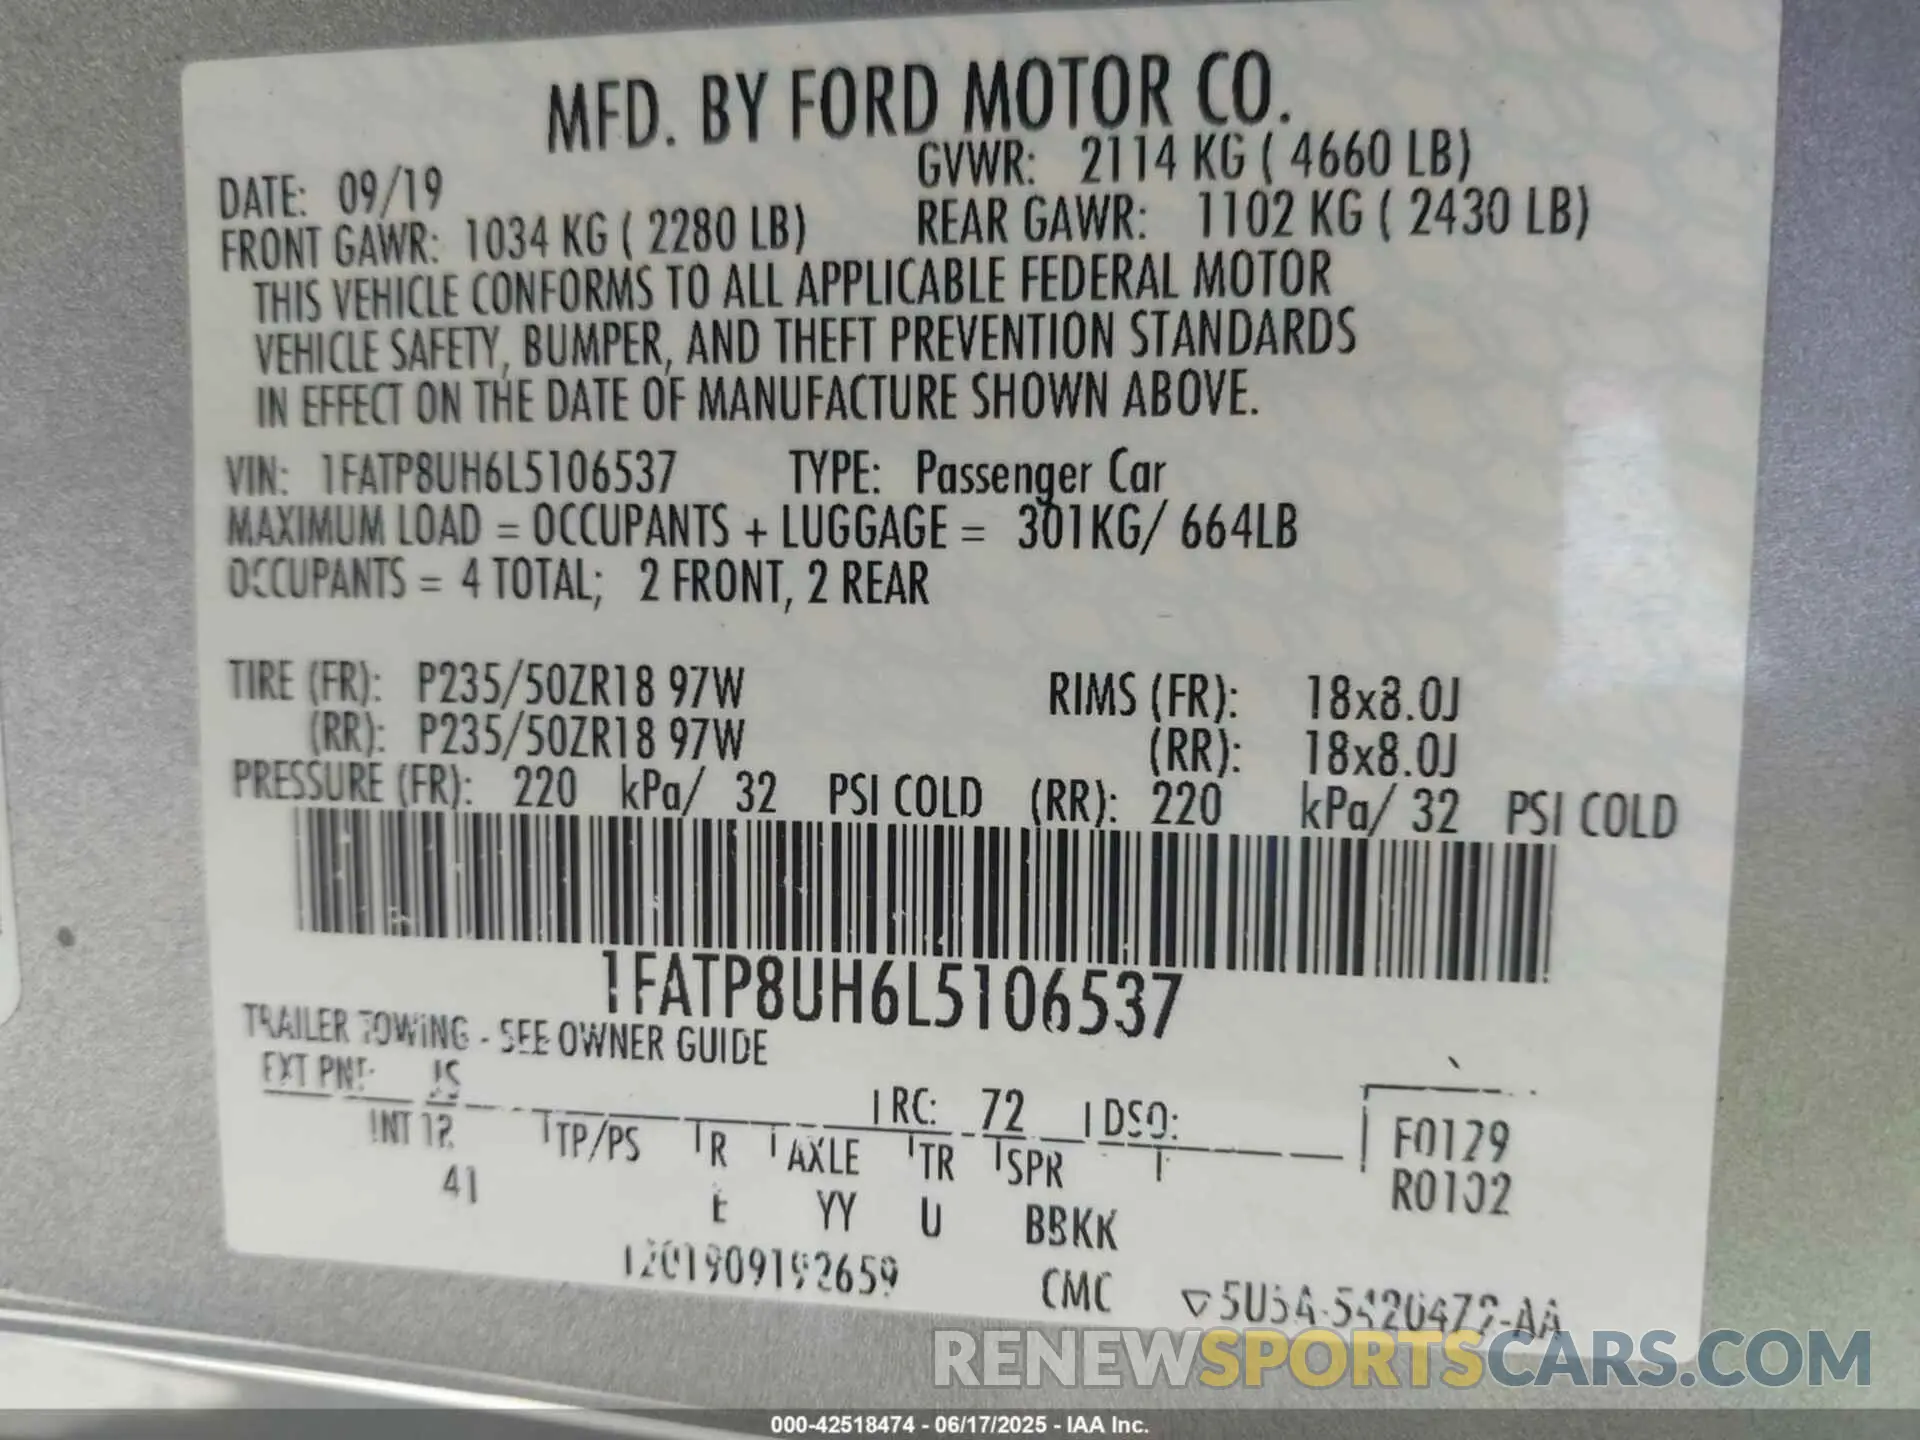 MFD. BY FORD MOTOR CO.
DATE: 09/19 GVWR: 2114 KG ( 4660 LB)
FRONT GAWR: 1034 KG ( 2280 LB) REAR GAWR: 1102 KG ( 2430 LB)
THIS VEHICLE CONFORMS TO ALL APPLICABLE FEDERAL MOTOR
VEHICLE SAFETY, BUMPER, AND THEFT PREVENTION STANDARDS
IN EFFECT ON THE DATE OF MANUFACTURE SHOWN ABOVE.
VIN: 1FATP8UH6L5106537 TYPE: Passenger Car
MAXIMUM LOAD = OCCUPANTS + LUGGAGE = 301KG/ 664LB
OCCUPANTS = 4 TOTAL; 2 FRONT, 2 REAR
TIRE (FR): P235/50ZR18 97W RIMS (FR): 18x8.0J
(RR): P235/50ZR18 97W (RR): 18x8.0J
PRESSURE (FR): 220 kPa/ 32 PSI COLD (RR): 220 kPa/ 32 PSI COLD
1FATP8UH6L5106537
TRAILER TOWING - SEE OWNER GUIDE
EXT PNT: RC: 72 DSO: F0129
INT TP/PS R AXLE TR SPR R0102
41 YY U BBKK
CMC
RENEWSPORTSCARS.COM
000-42518474 - 06/17/2025 - IAA Inc.